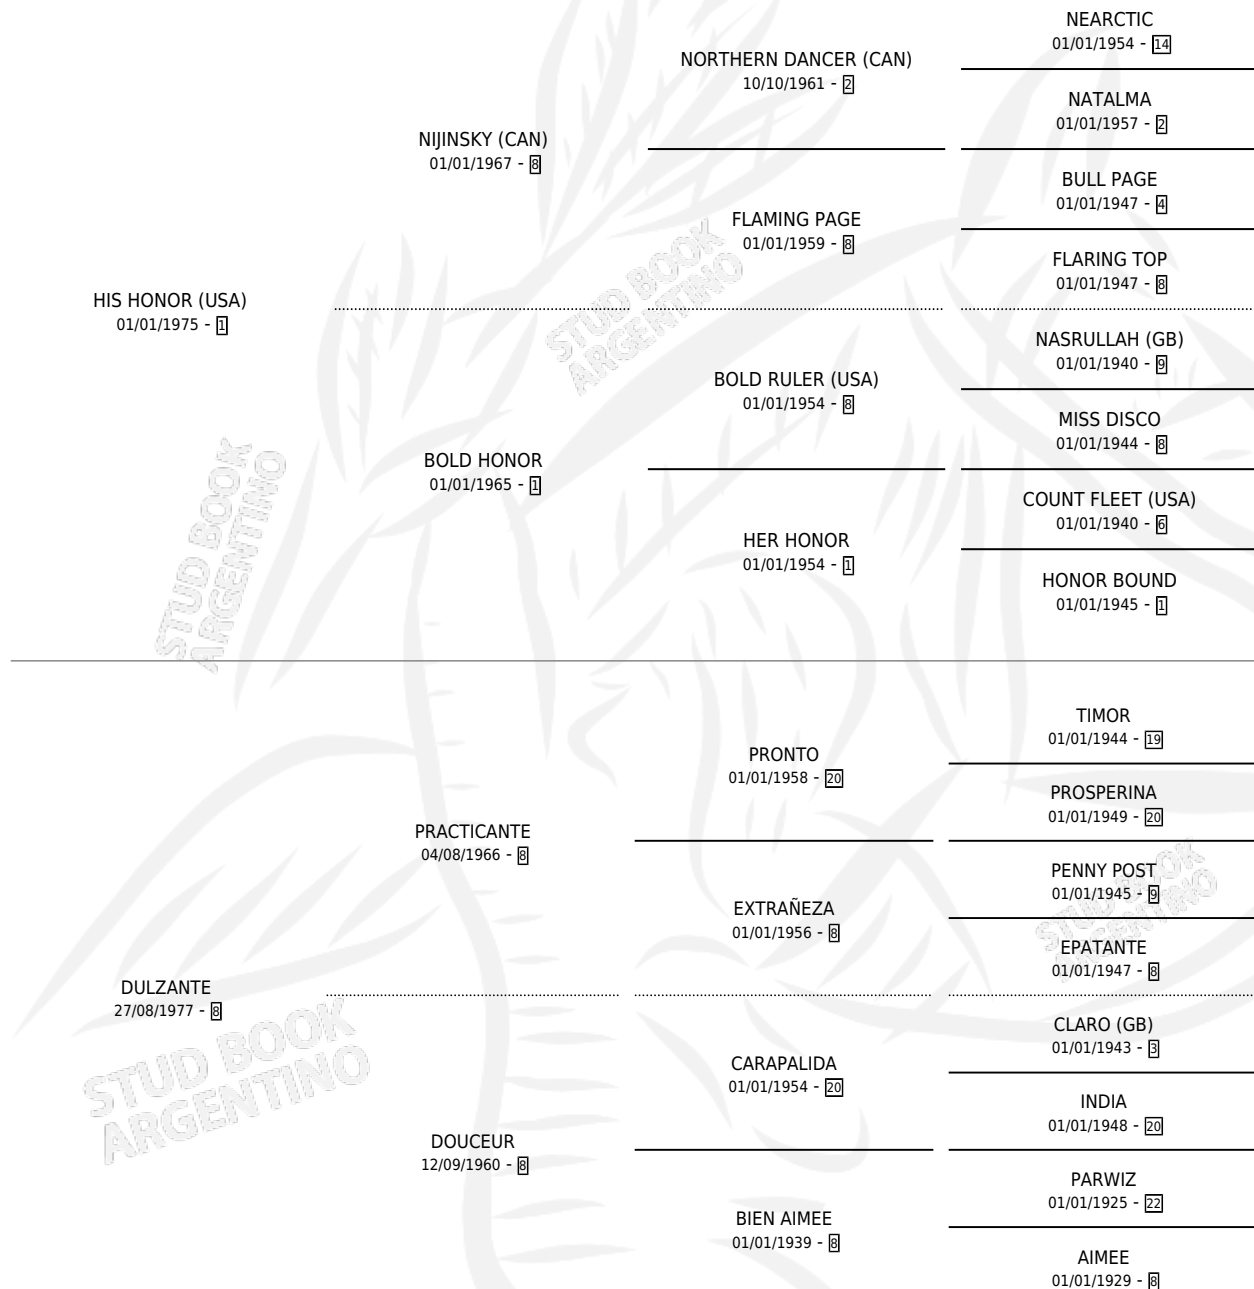 NEARCTIC
01/01/1954 - 14
NORTHERN DANCER (CAN)
10/10/1961 - 2
NATALMA
01/01/1957 - 2
NIJINSKY (CAN)
01/01/1967 - 8
BULL PAGE
01/01/1947 - 4
FLAMING PAGE
01/01/1959 - 8
FLARING TOP
01/01/1947 - 8
HIS HONOR (USA)
01/01/1975 - 1
NASRULLAH (GB)
01/01/1940 - 9
BOLD RULER (USA)
01/01/1954 - 8
MISS DISCO
01/01/1944 - 8
BOLD HONOR
01/01/1965 - 1
COUNT FLEET (USA)
01/01/1940 - 6
HER HONOR
01/01/1954 - 1
HONOR BOUND
01/01/1945 - 1
TIMOR
01/01/1944 - 19
PRONTO
01/01/1958 - 20
PROSPERINA
01/01/1949 - 20
PRACTICANTE
04/08/1966 - 8
PENNY POST
01/01/1945 - 9
EXTRAÑEZA
01/01/1956 - 8
EPATANTE
01/01/1947 - 8
DULZANTE
27/08/1977 - 8
CLARO (GB)
01/01/1943 - 3
CARAPALIDA
01/01/1954 - 20
INDIA
01/01/1948 - 20
DOUCEUR
12/09/1960 - 8
PARWIZ
01/01/1925 - 22
BIEN AIMEE
01/01/1939 - 8
AIMEE
01/01/1929 - 8
STUD BOOK
ARGENTINO
STUD BOOK
ARGENTINO
STUD BOOK
ARGENTINO
STUD BOOK
ARGENTINO